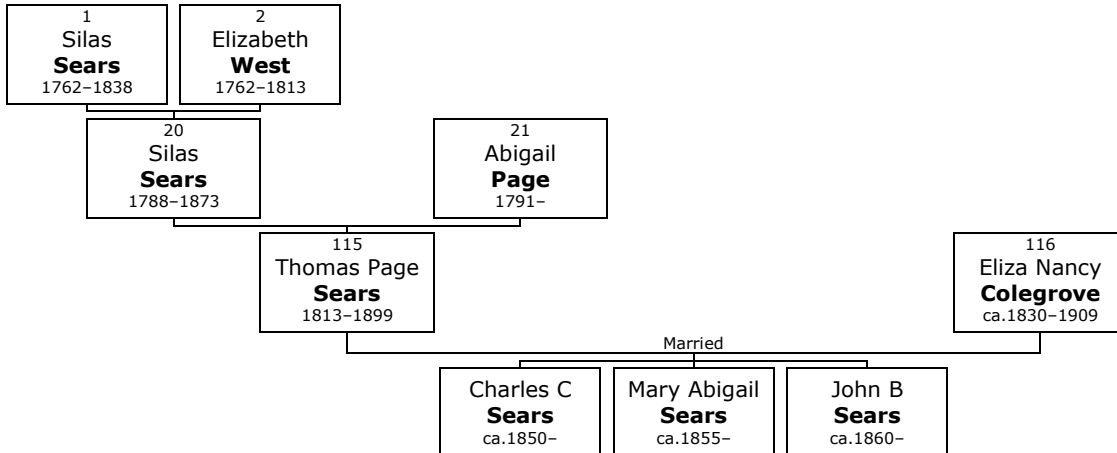 1
Silas
Sears
1762–1838
2
Elizabeth
West
1762–1813
20
Silas
Sears
1788–1873
21
Abigail
Page
1791–
115
Thomas Page
Sears
1813–1899
116
Eliza Nancy
Colegrove
ca.1830–1909
Married
Charles C
Sears
ca.1850–
Mary Abigail
Sears
ca.1855–
John B
Sears
ca.1860–